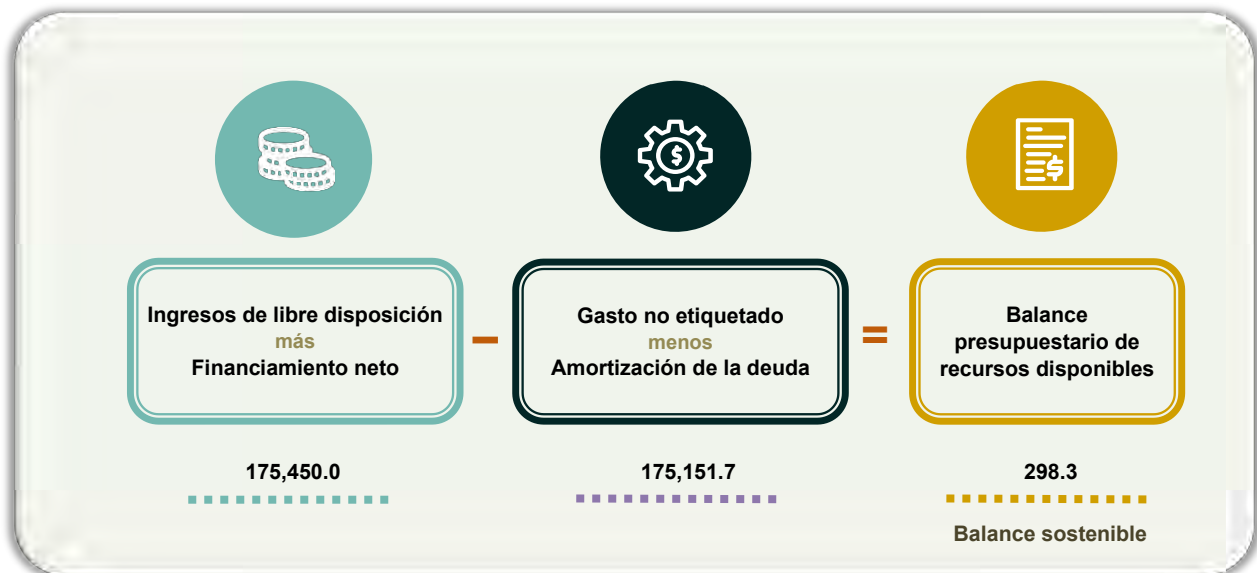 Ingresos de libre disposición
más
Financiamiento neto
–
Gasto no etiquetado
menos
Amortización de la deuda
=
Balance
presupuestario de
recursos disponibles
175,450.0
175,151.7
298.3
Balance sostenible